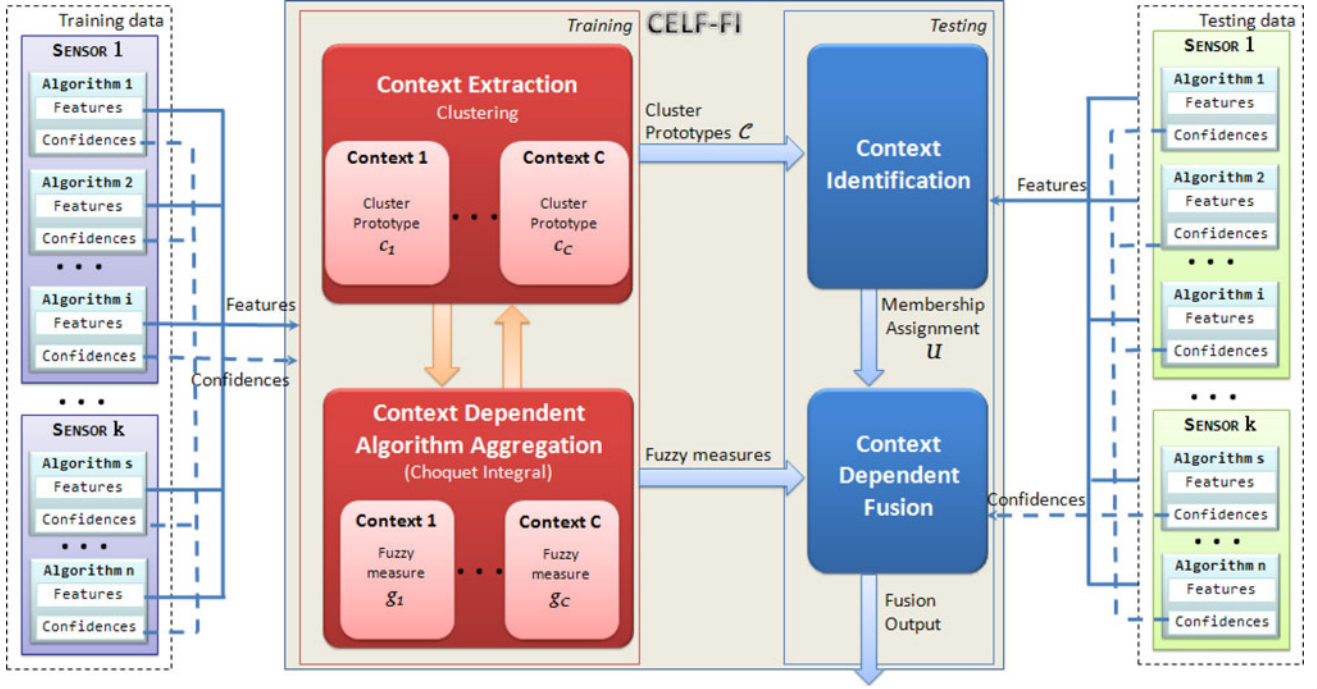 Training data
SENSOR 1
Algorithm 1
Features
Confidences
Algorithm 2
Features
Confidences
• • •
Algorithm i
Features
Confidences
• • •
SENSOR k
Algorithm s
Features
Confidences
• • •
Algorithm n
Features
Confidences
Features
Confidences
Training
CELF-FI
Testing
Context Extraction
Clustering
Context 1
Cluster
Prototype
c1
• • •
Context C
Cluster
Prototype
cC
Context Dependent
Algorithm Aggregation
(Choquet Integral)
Context 1
Fuzzy
measure
g1
• • •
Context C
Fuzzy
measure
gC
Cluster
Prototypes C
Fuzzy measures
Context
Identification
Membership
Assignment
U
Context
Dependent
Fusion
Fusion
Output
Features
Confidences
Testing data
SENSOR 1
Algorithm 1
Features
Confidences
Algorithm 2
Features
Confidences
• • •
Algorithm i
Features
Confidences
• • •
SENSOR k
Algorithm s
Features
Confidences
• • •
Algorithm n
Features
Confidences